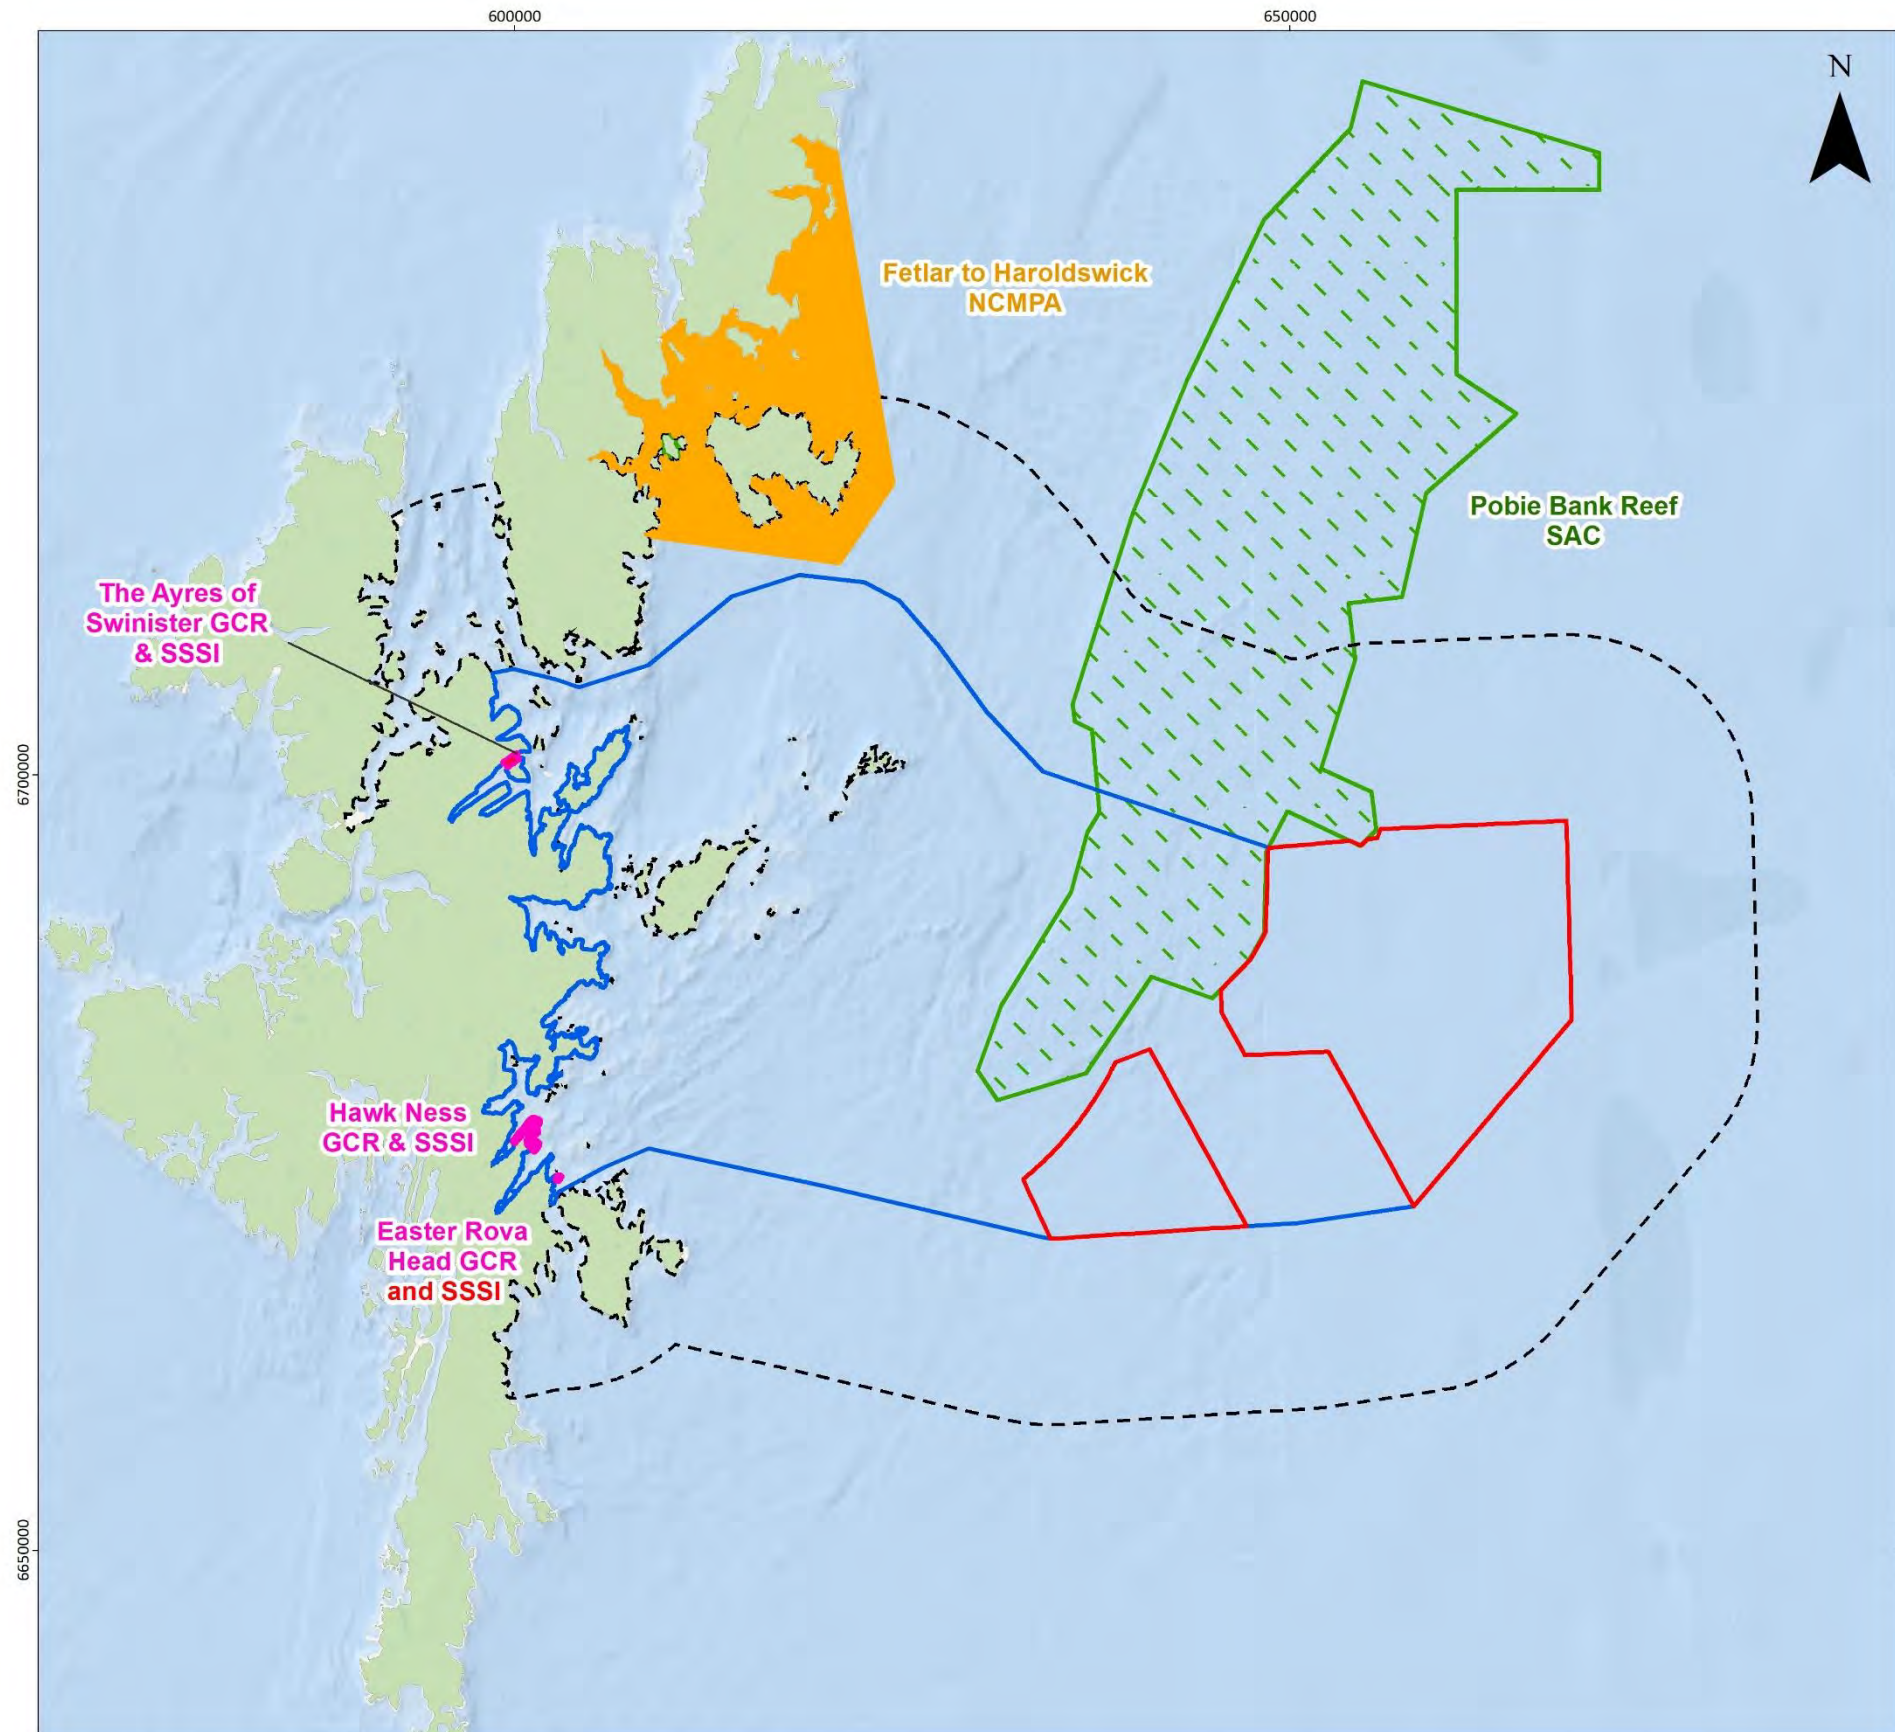 600000
650000
N
Fetlar to Haroldswick
NCMPA
Pobie Bank Reef
SAC
The Ayres of
Swinister GCR
& SSSI
6700000
Hawk Ness
GCR & SSSI
Easter Rova
Head GCR
and SSSI
6650000